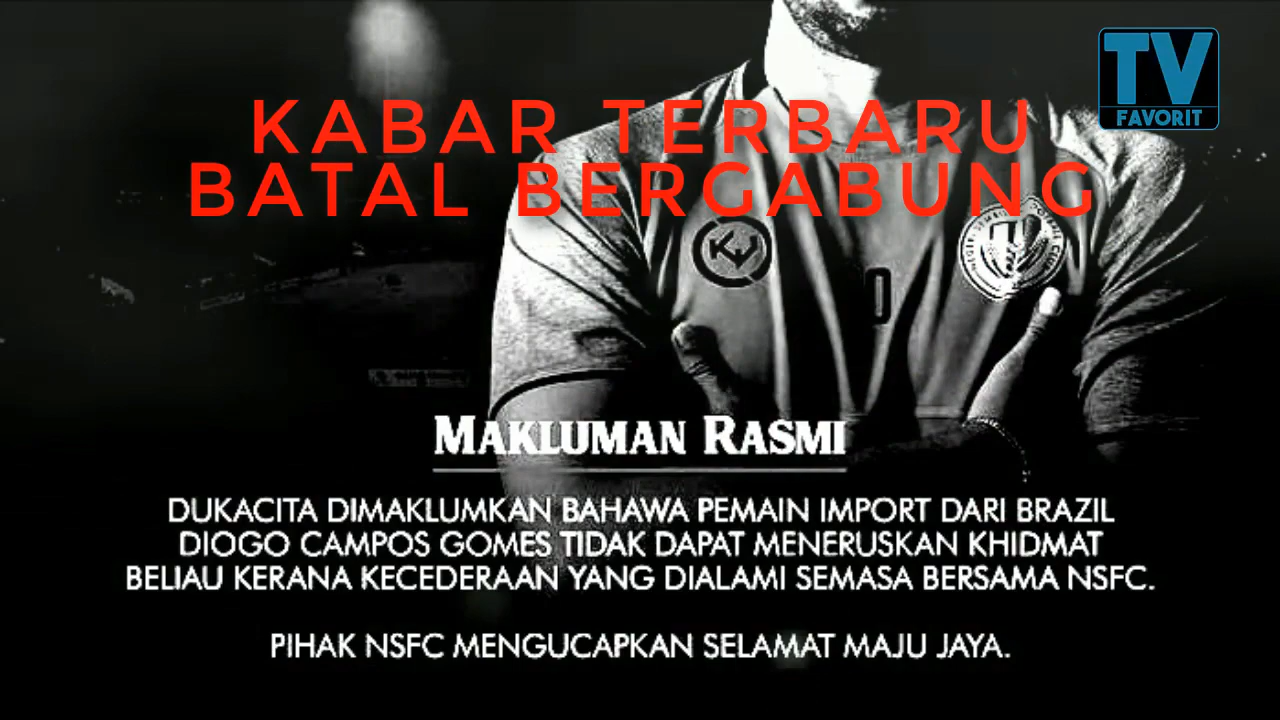 TV
FAVORIT
KABAR TERBARU
BATAL BERGABUNG
KW
MAKLUMAN RASMI
DUKACITA DIMAKLUMKAN BAHAWA PEMAIN IMPORT DARI BRAZIL
DIOGO CAMPOS GOMES TIDAK DAPAT MENERUSKAN KHIDMAT
BELIAU KERANA KECEDERAAN YANG DIALAMI SEMASA BERSAMA NSFC.
PIHAK NSFC MENGUCAPKAN SELAMAT MAJU JAYA.